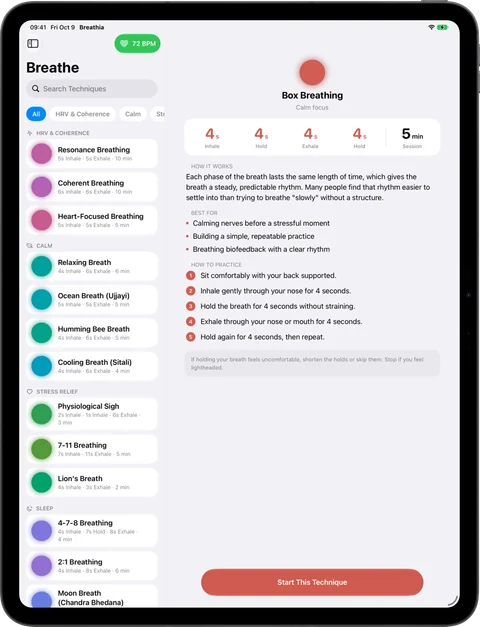 09:41 Fri Oct 9 Breathia
72 BPM
Breathe
Search Techniques
All HRV & Coherence Calm
HRV & COHERENCE
Resonance Breathing
5s Inhale · 5s Exhale · 10 min
Coherent Breathing
6s Inhale · 6s Exhale · 10 min
Heart-Focused Breathing
5s Inhale · 5s Exhale · 5 min
CALM
Relaxing Breath
4s Inhale · 6s Exhale · 6 min
Ocean Breath (Ujjayi)
5s Inhale · 5s Exhale · 5 min
Humming Bee Breath
4s Inhale · 6s Exhale · 5 min
Cooling Breath (Sitali)
4s Inhale · 6s Exhale · 4 min
STRESS RELIEF
Physiological Sigh
2s Inhale · 1s Inhale · 6s Exhale ·
3 min
7-11 Breathing
7s Inhale · 11s Exhale · 5 min
Lion's Breath
4s Inhale · 3s Exhale · 2 min
SLEEP
4-7-8 Breathing
4s Inhale · 7s Hold · 8s Exhale ·
4 min
2:1 Breathing
4s Inhale · 8s Exhale · 6 min
Moon Breath
(Chandra Bhedana)
Box Breathing
Calm focus
4 s 4 s 4 s 4 s 5 min
Inhale Hold Exhale Hold Session
HOW IT WORKS
Each phase of the breath lasts the same length of time, which gives the
breath a steady, predictable rhythm. Many people find that rhythm easier to
settle into than trying to breathe "slowly" without a structure.
BEST FOR
• Calming nerves before a stressful moment
• Building a simple, repeatable practice
• Breathing biofeedback with a clear rhythm
HOW TO PRACTICE
1 Sit comfortably with your back supported.
2 Inhale gently through your nose for 4 seconds.
3 Hold the breath for 4 seconds without straining.
4 Exhale through your nose or mouth for 4 seconds.
5 Hold again for 4 seconds, then repeat.
If holding your breath feels uncomfortable, shorten the holds or skip them. Stop if you feel
lightheaded.
Start This Technique